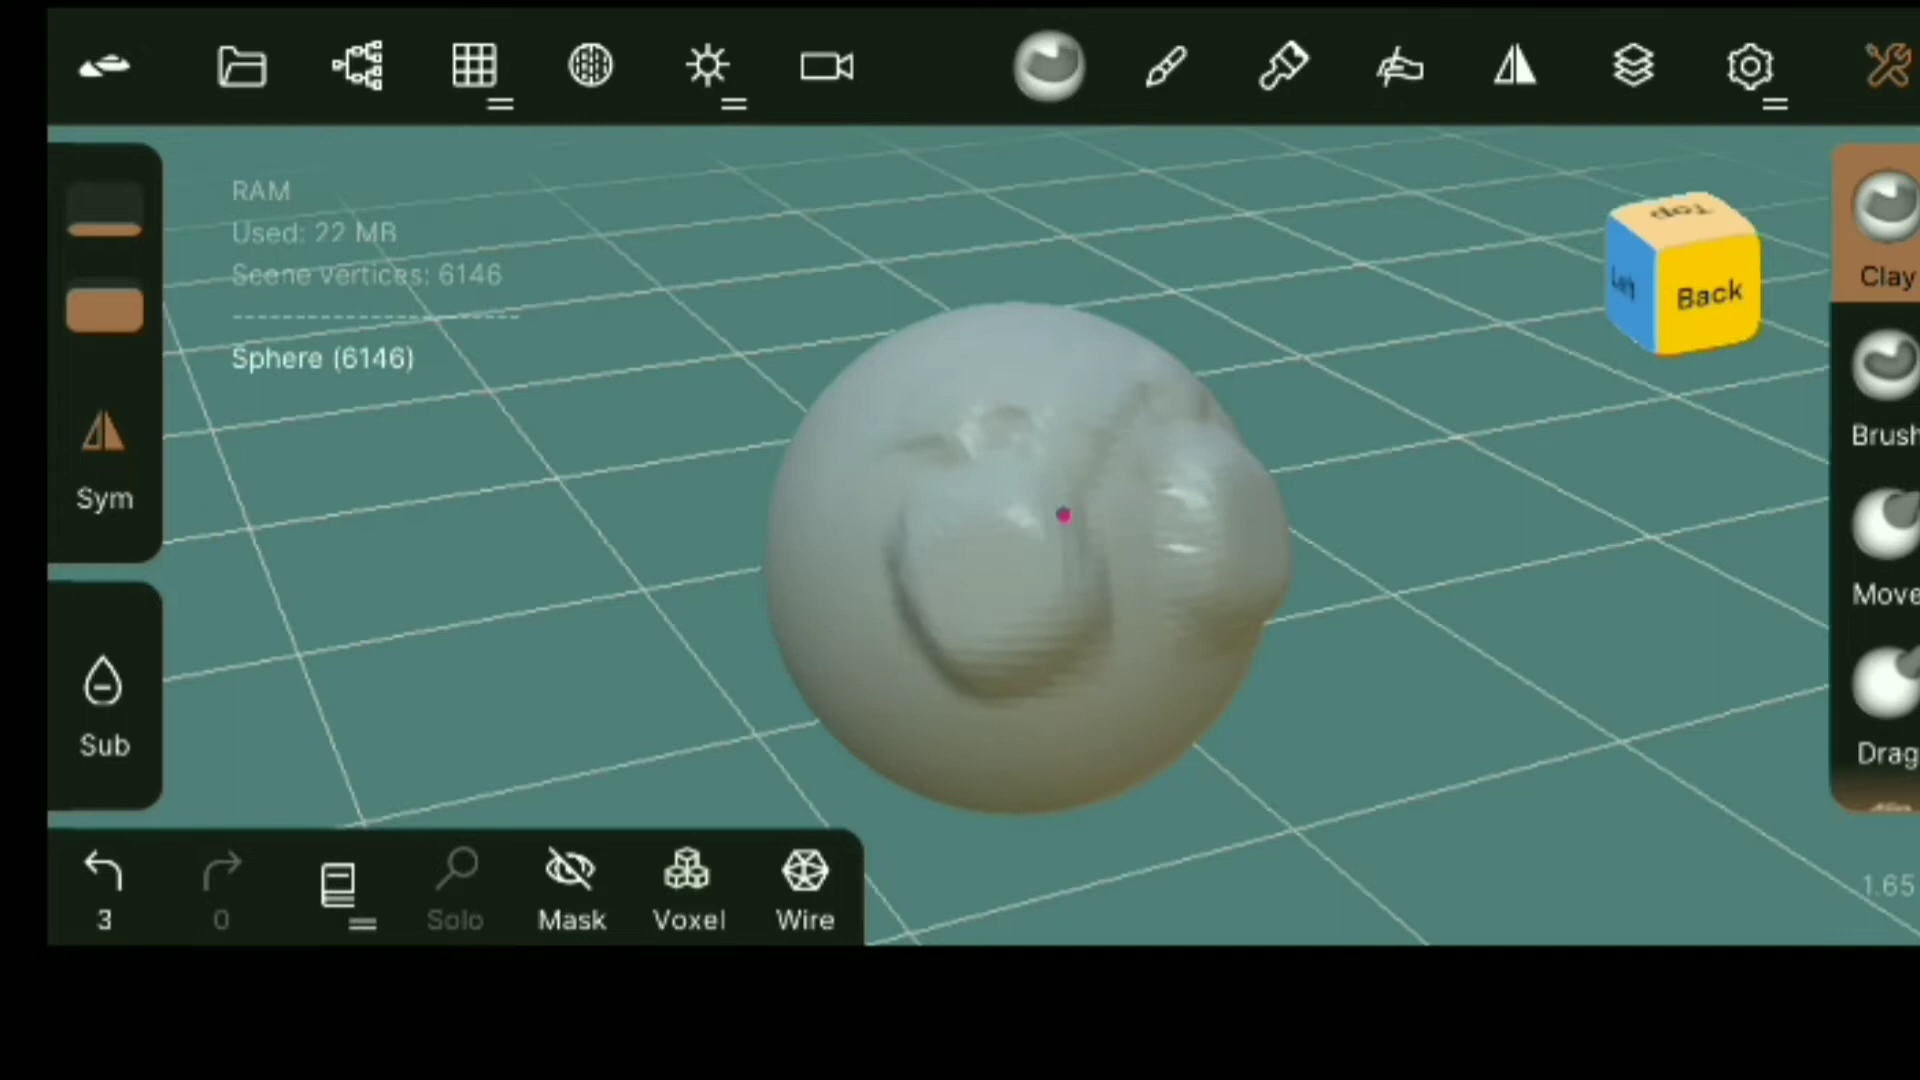 RAM
Used: 22 MB
Scene vertices: 6146
--------------------
Sphere (6146)
Top
Left
Back
Sym
Sub
Clay
Brush
Move
Drag
1.65
3
0
Solo
Mask
Voxel
Wire